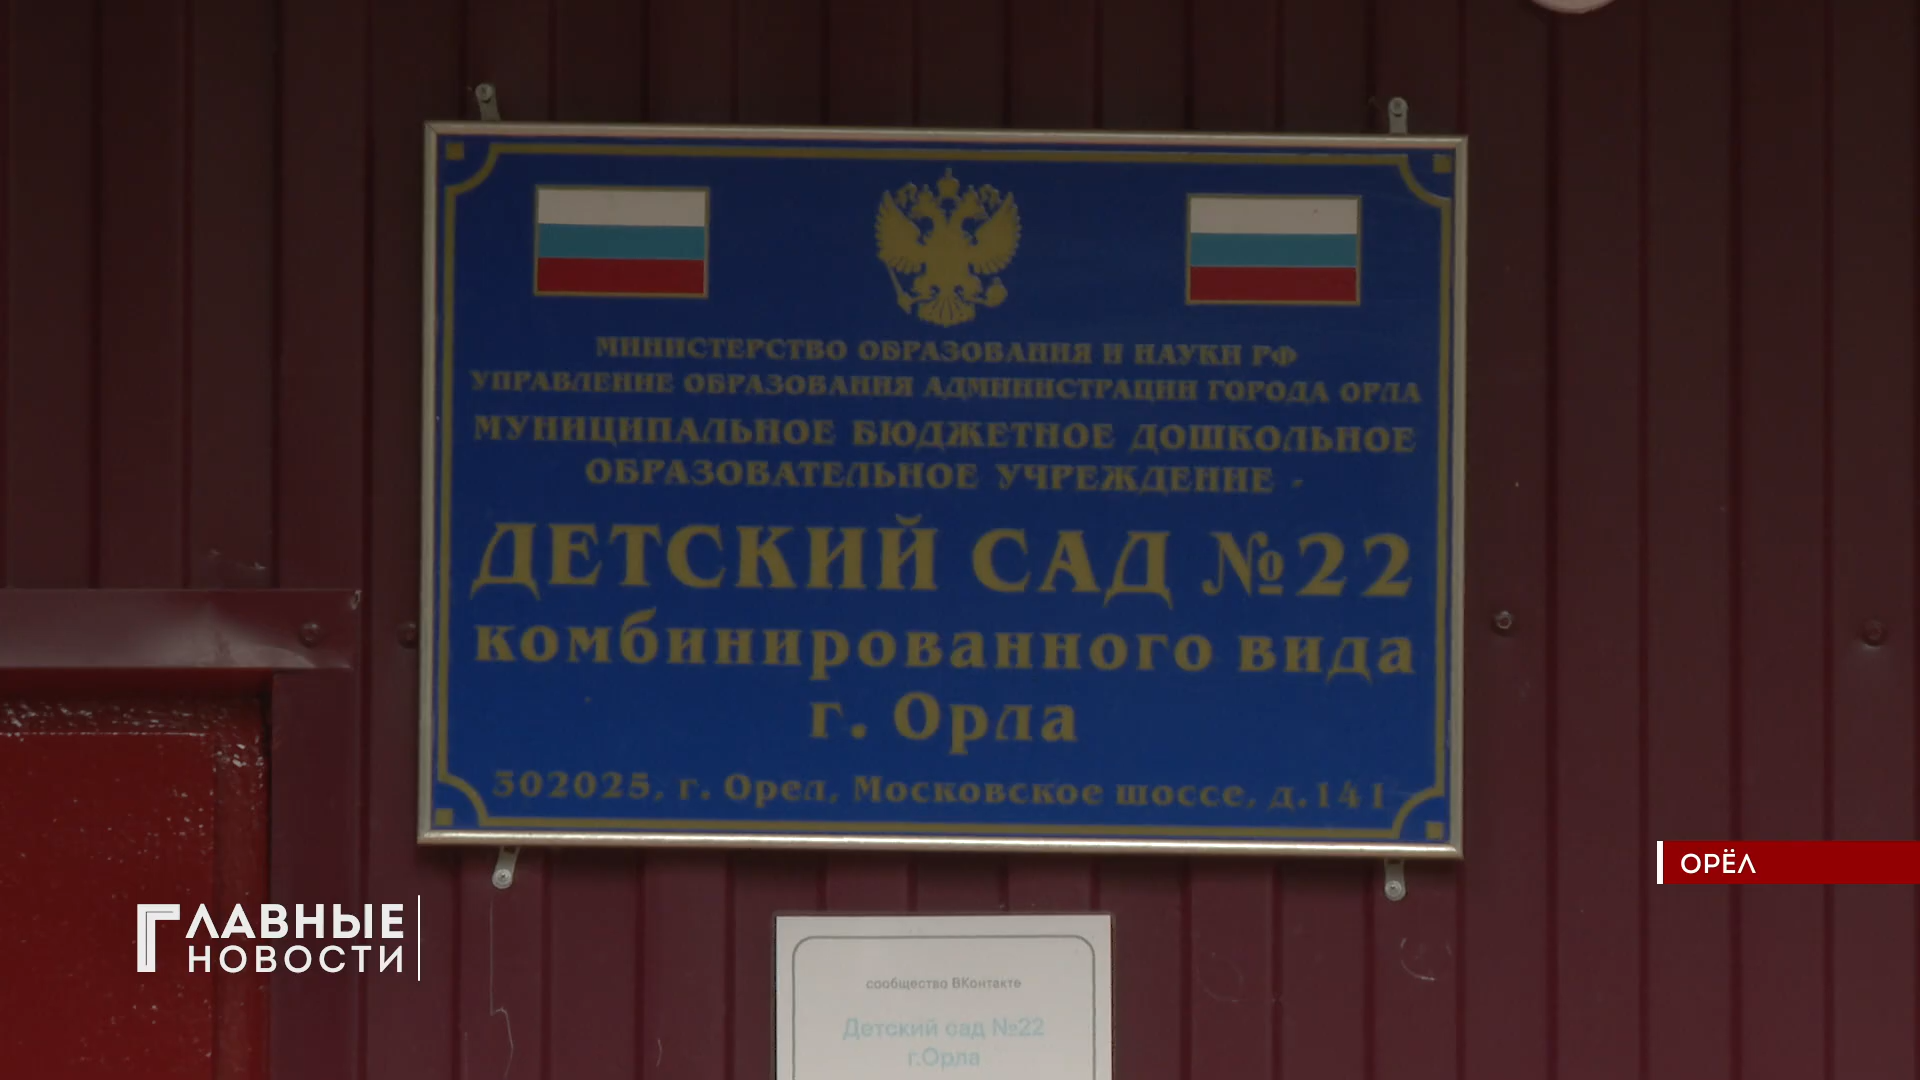 МИНИСТЕРСТВО ОБРАЗОВАНИЯ И НАУКИ РФ
УПРАВЛЕНИЕ ОБРАЗОВАНИЯ АДМИНИСТРАЦИИ ГОРОДА ОРЛА
МУНИЦИПАЛЬНОЕ БЮДЖЕТНОЕ ДОШКОЛЬНОЕ
ОБРАЗОВАТЕЛЬНОЕ УЧРЕЖДЕНИЕ -
ДЕТСКИЙ САД №22
комбинированного вида
г. Орла
302025, г. Орел, Московское шоссе, д.141
ОРЁЛ
ГЛАВНЫЕ
НОВОСТИ
сообщество ВКонтакте
Детский сад №22
г.Орла